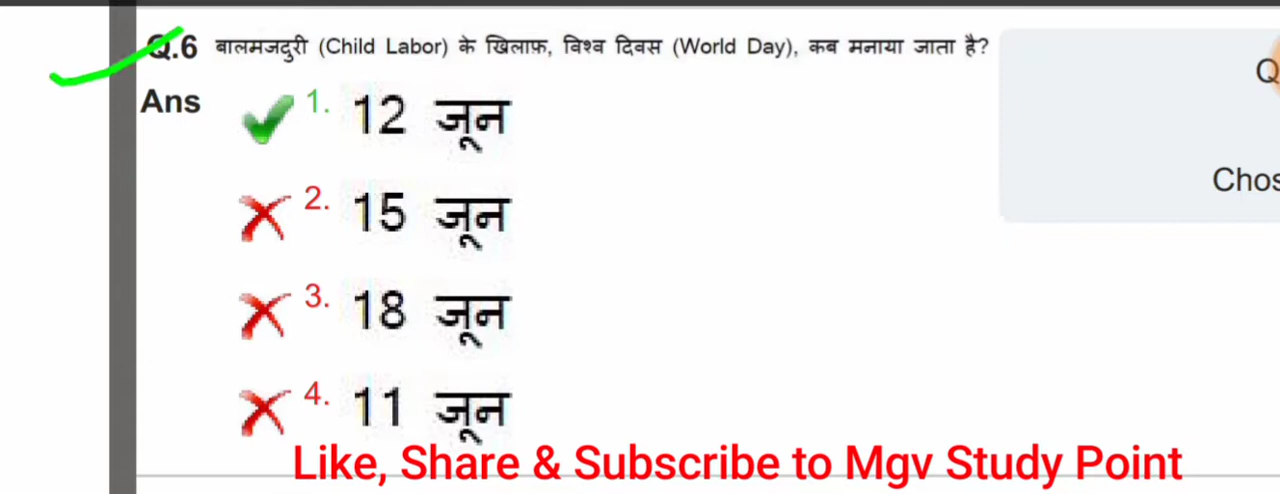 Q.6 बालमजदुरी (Child Labor) के खिलाफ़, विश्व दिवस (World Day), कब मनाया जाता है?
Q
Ans 1. 12 जून
Chos
2. 15 जून
3. 18 जून
4. 11 जून
Like, Share & Subscribe to Mgv Study Point